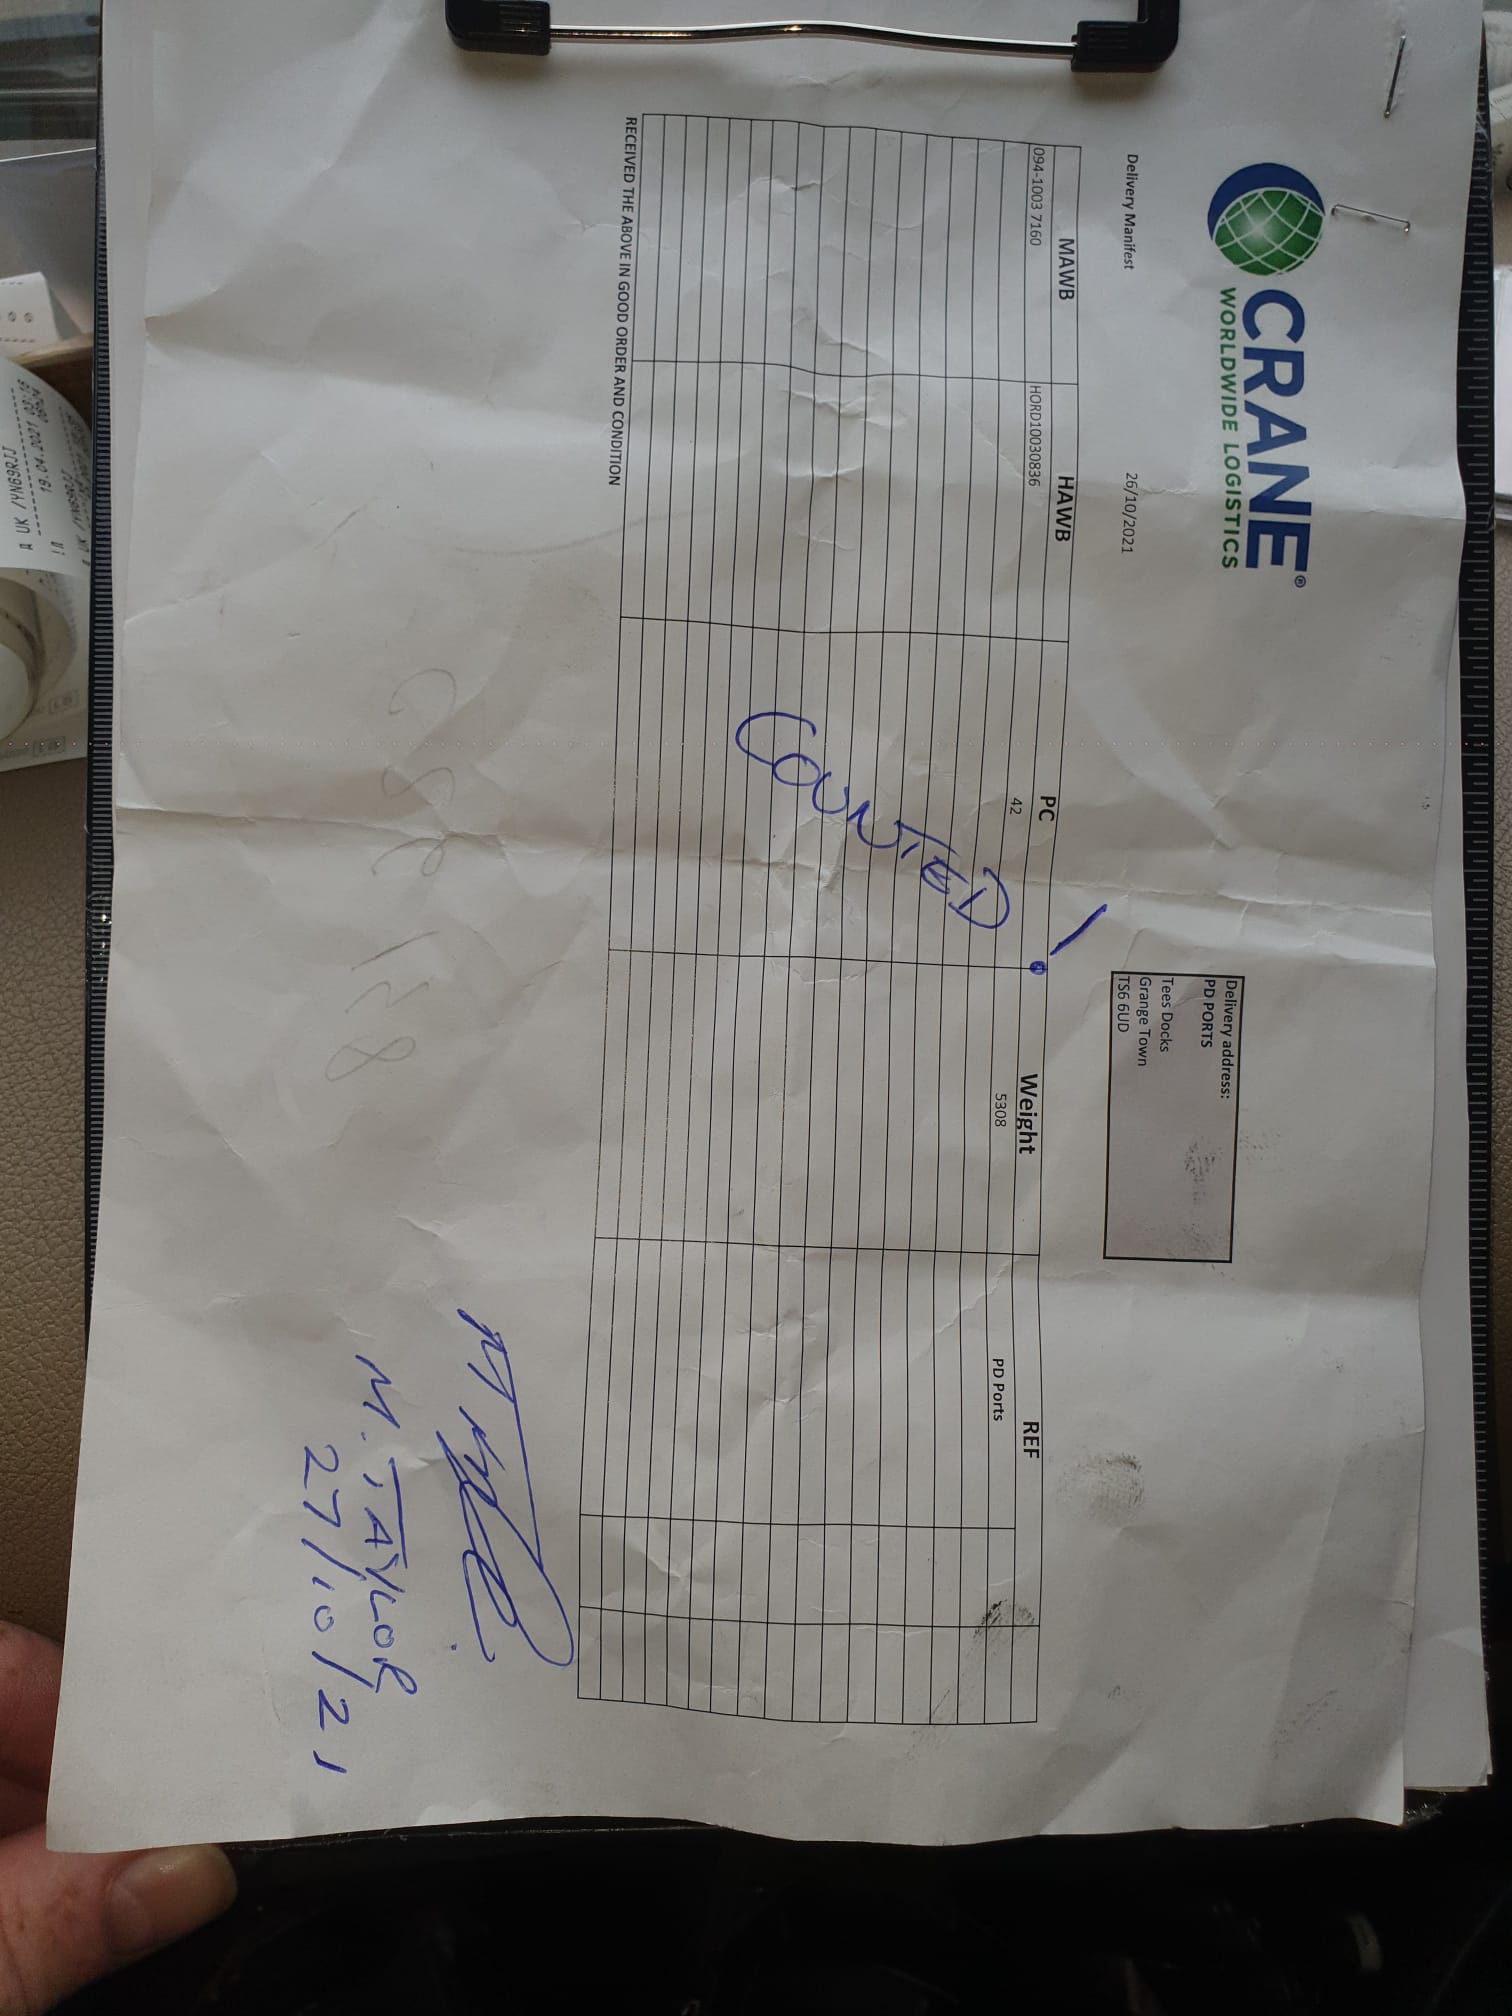 CRANE®
WORLDWIDE LOGISTICS
Delivery address:
PD PORTS
Tees Docks
Grange Town
TS6 6UD
Delivery Manifest 26/10/2021
MAWB HAWB PC Weight REF
094-1003 7160 HORD10030836 42 5308 PD Ports
COUNTED!
RECEIVED THE ABOVE IN GOOD ORDER AND CONDITION
M. TAYLOR
27/10/21